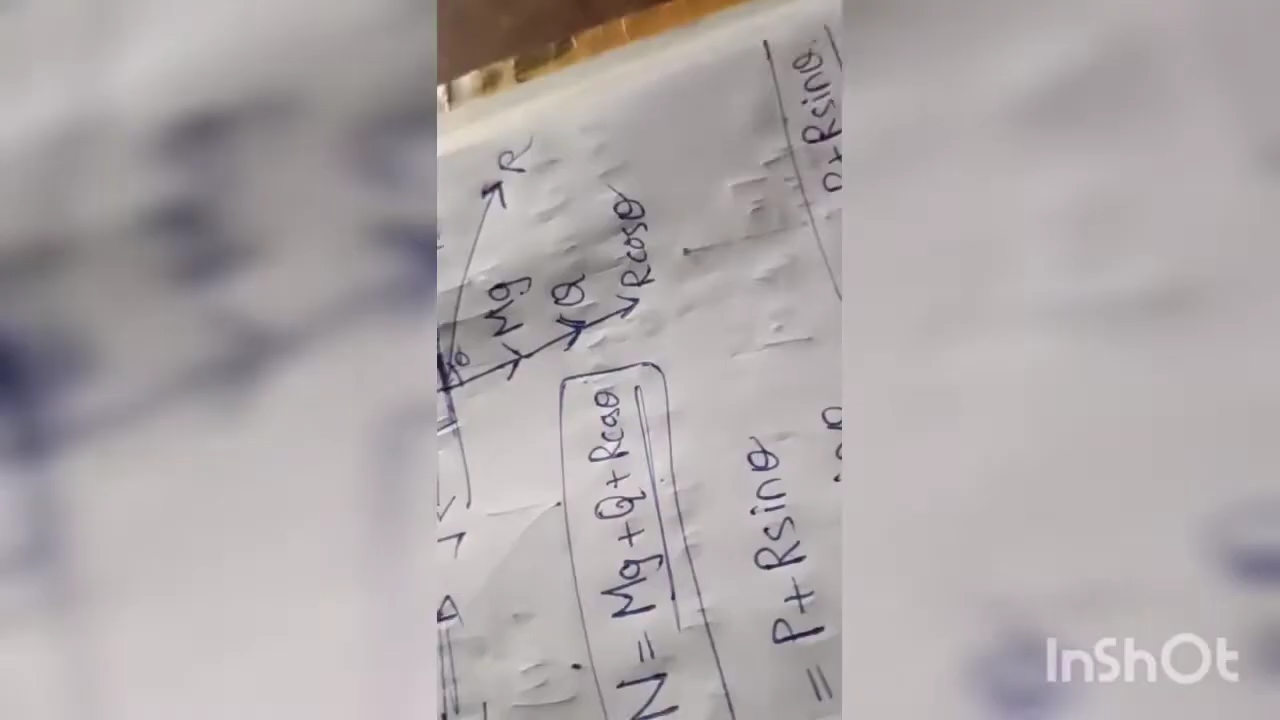 R
Mg
Q
Rcosθ
N = Mg + Q + Rcosθ
= P + Rsinθ
P + Rsinθ
InShOt